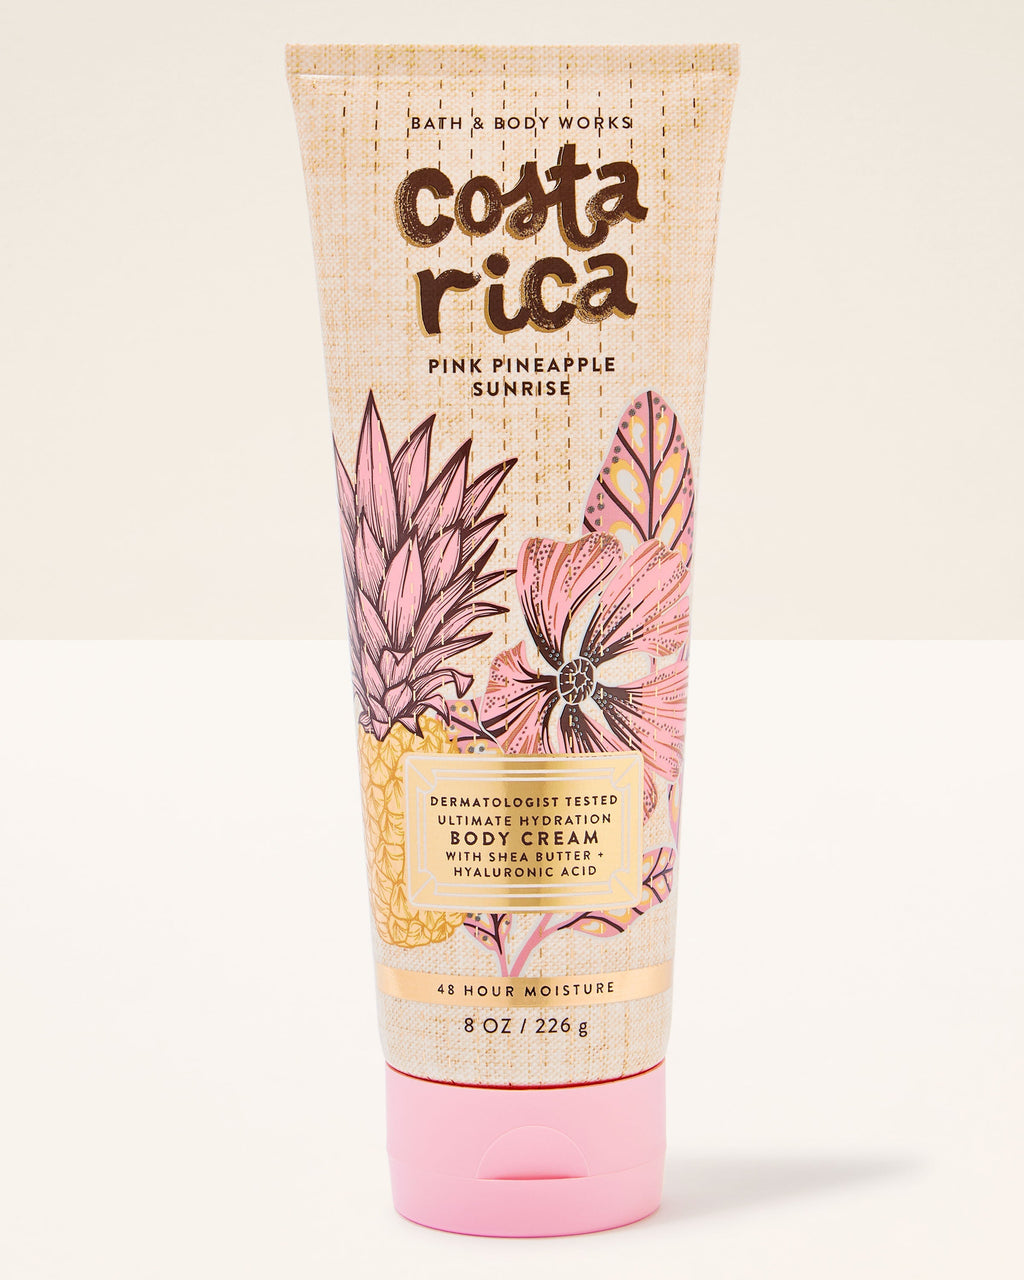 BATH & BODY WORKS
costa
rica
PINK PINEAPPLE
SUNRISE
DERMATOLOGIST TESTED
ULTIMATE HYDRATION
BODY CREAM
WITH SHEA BUTTER +
HYALURONIC ACID
48 HOUR MOISTURE
8 OZ / 226 g